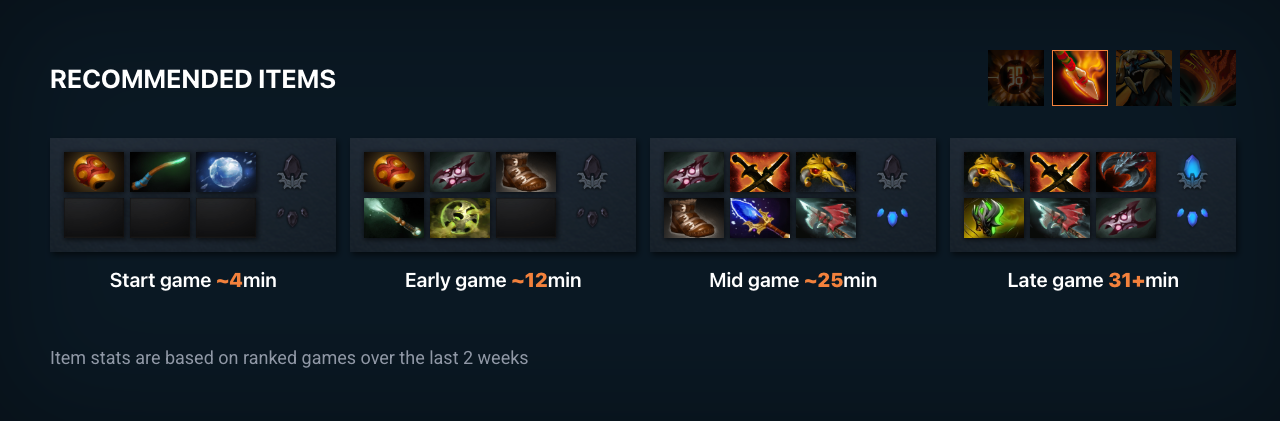 RECOMMENDED ITEMS
Start game ~4min
Early game ~12min
Mid game ~25min
Late game 31+min
Item stats are based on ranked games over the last 2 weeks